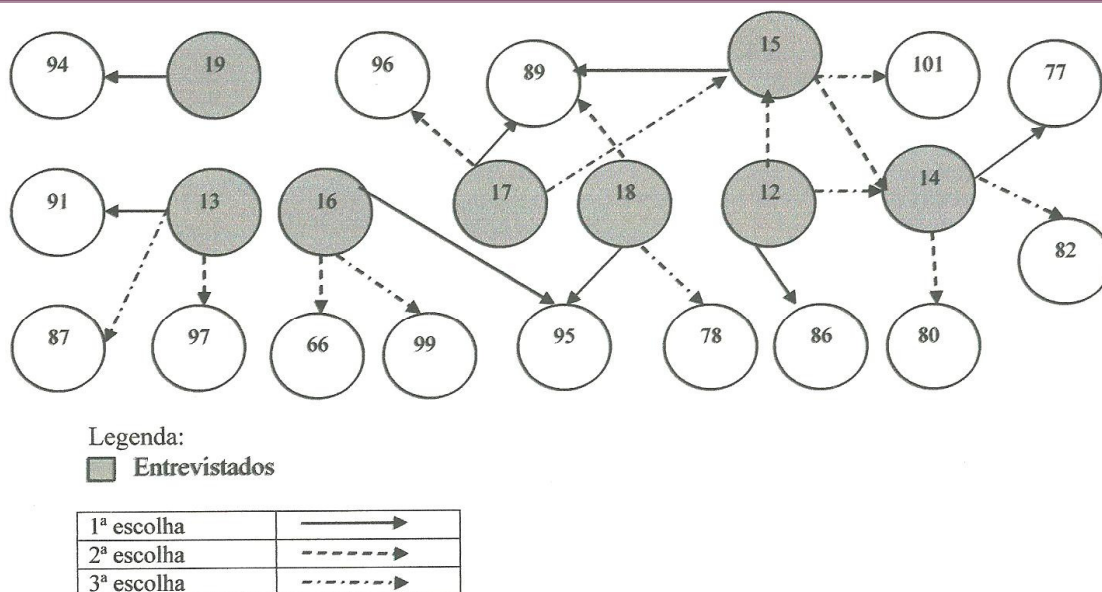 94 19 96 89 15 101 77
91 13 16 17 18 12 14 82
87 97 66 99 95 78 86 80
Legenda:
Entrevistados
1ª escolha
2ª escolha
3ª escolha